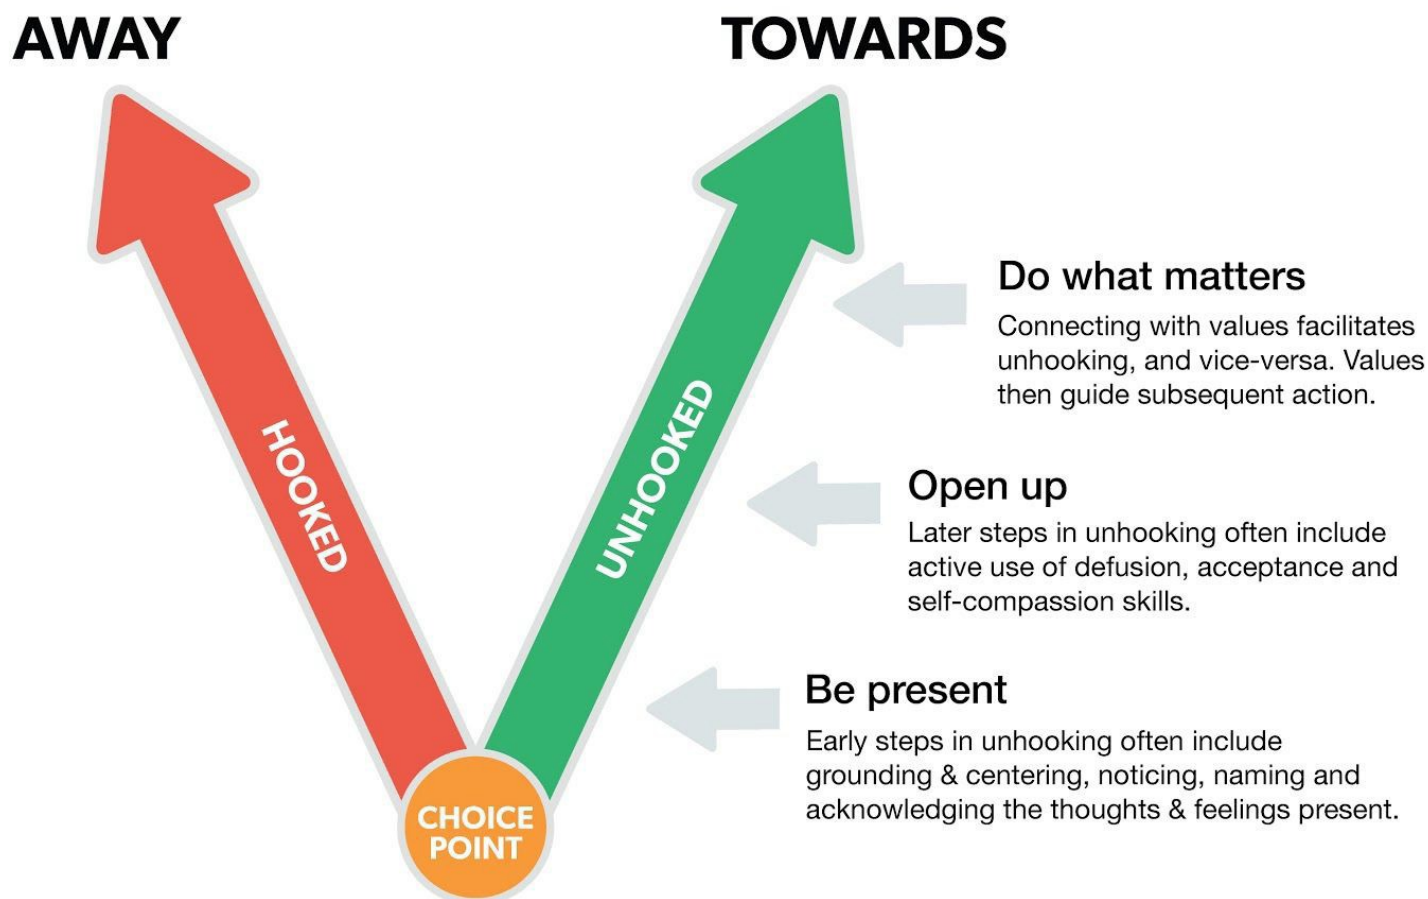 AWAY
TOWARDS
HOOKED
UNHOOKED
Do what matters
Connecting with values facilitates
unhooking, and vice-versa. Values
then guide subsequent action.
Open up
Later steps in unhooking often include
active use of defusion, acceptance and
self-compassion skills.
Be present
Early steps in unhooking often include
grounding & centering, noticing, naming and
acknowledging the thoughts & feelings present.
CHOICE
POINT